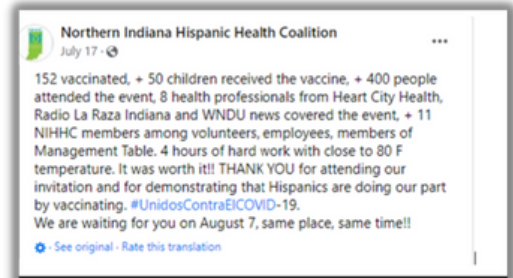 Northern Indiana Hispanic Health Coalition
July 17 ·
152 vaccinated, + 50 children received the vaccine, + 400 people
attended the event, 8 health professionals from Heart City Health,
Radio La Raza Indiana and WNDU news covered the event, + 11
NIHHC members among volunteers, employees, members of
Management Table. 4 hours of hard work with close to 80 F
temperature. It was worth it!! THANK YOU for attending our
invitation and for demonstrating that Hispanics are doing our part
by vaccinating. #UnidosContraElCOVID-19.
We are waiting for you on August 7, same place, same time!!
· See original · Rate this translation